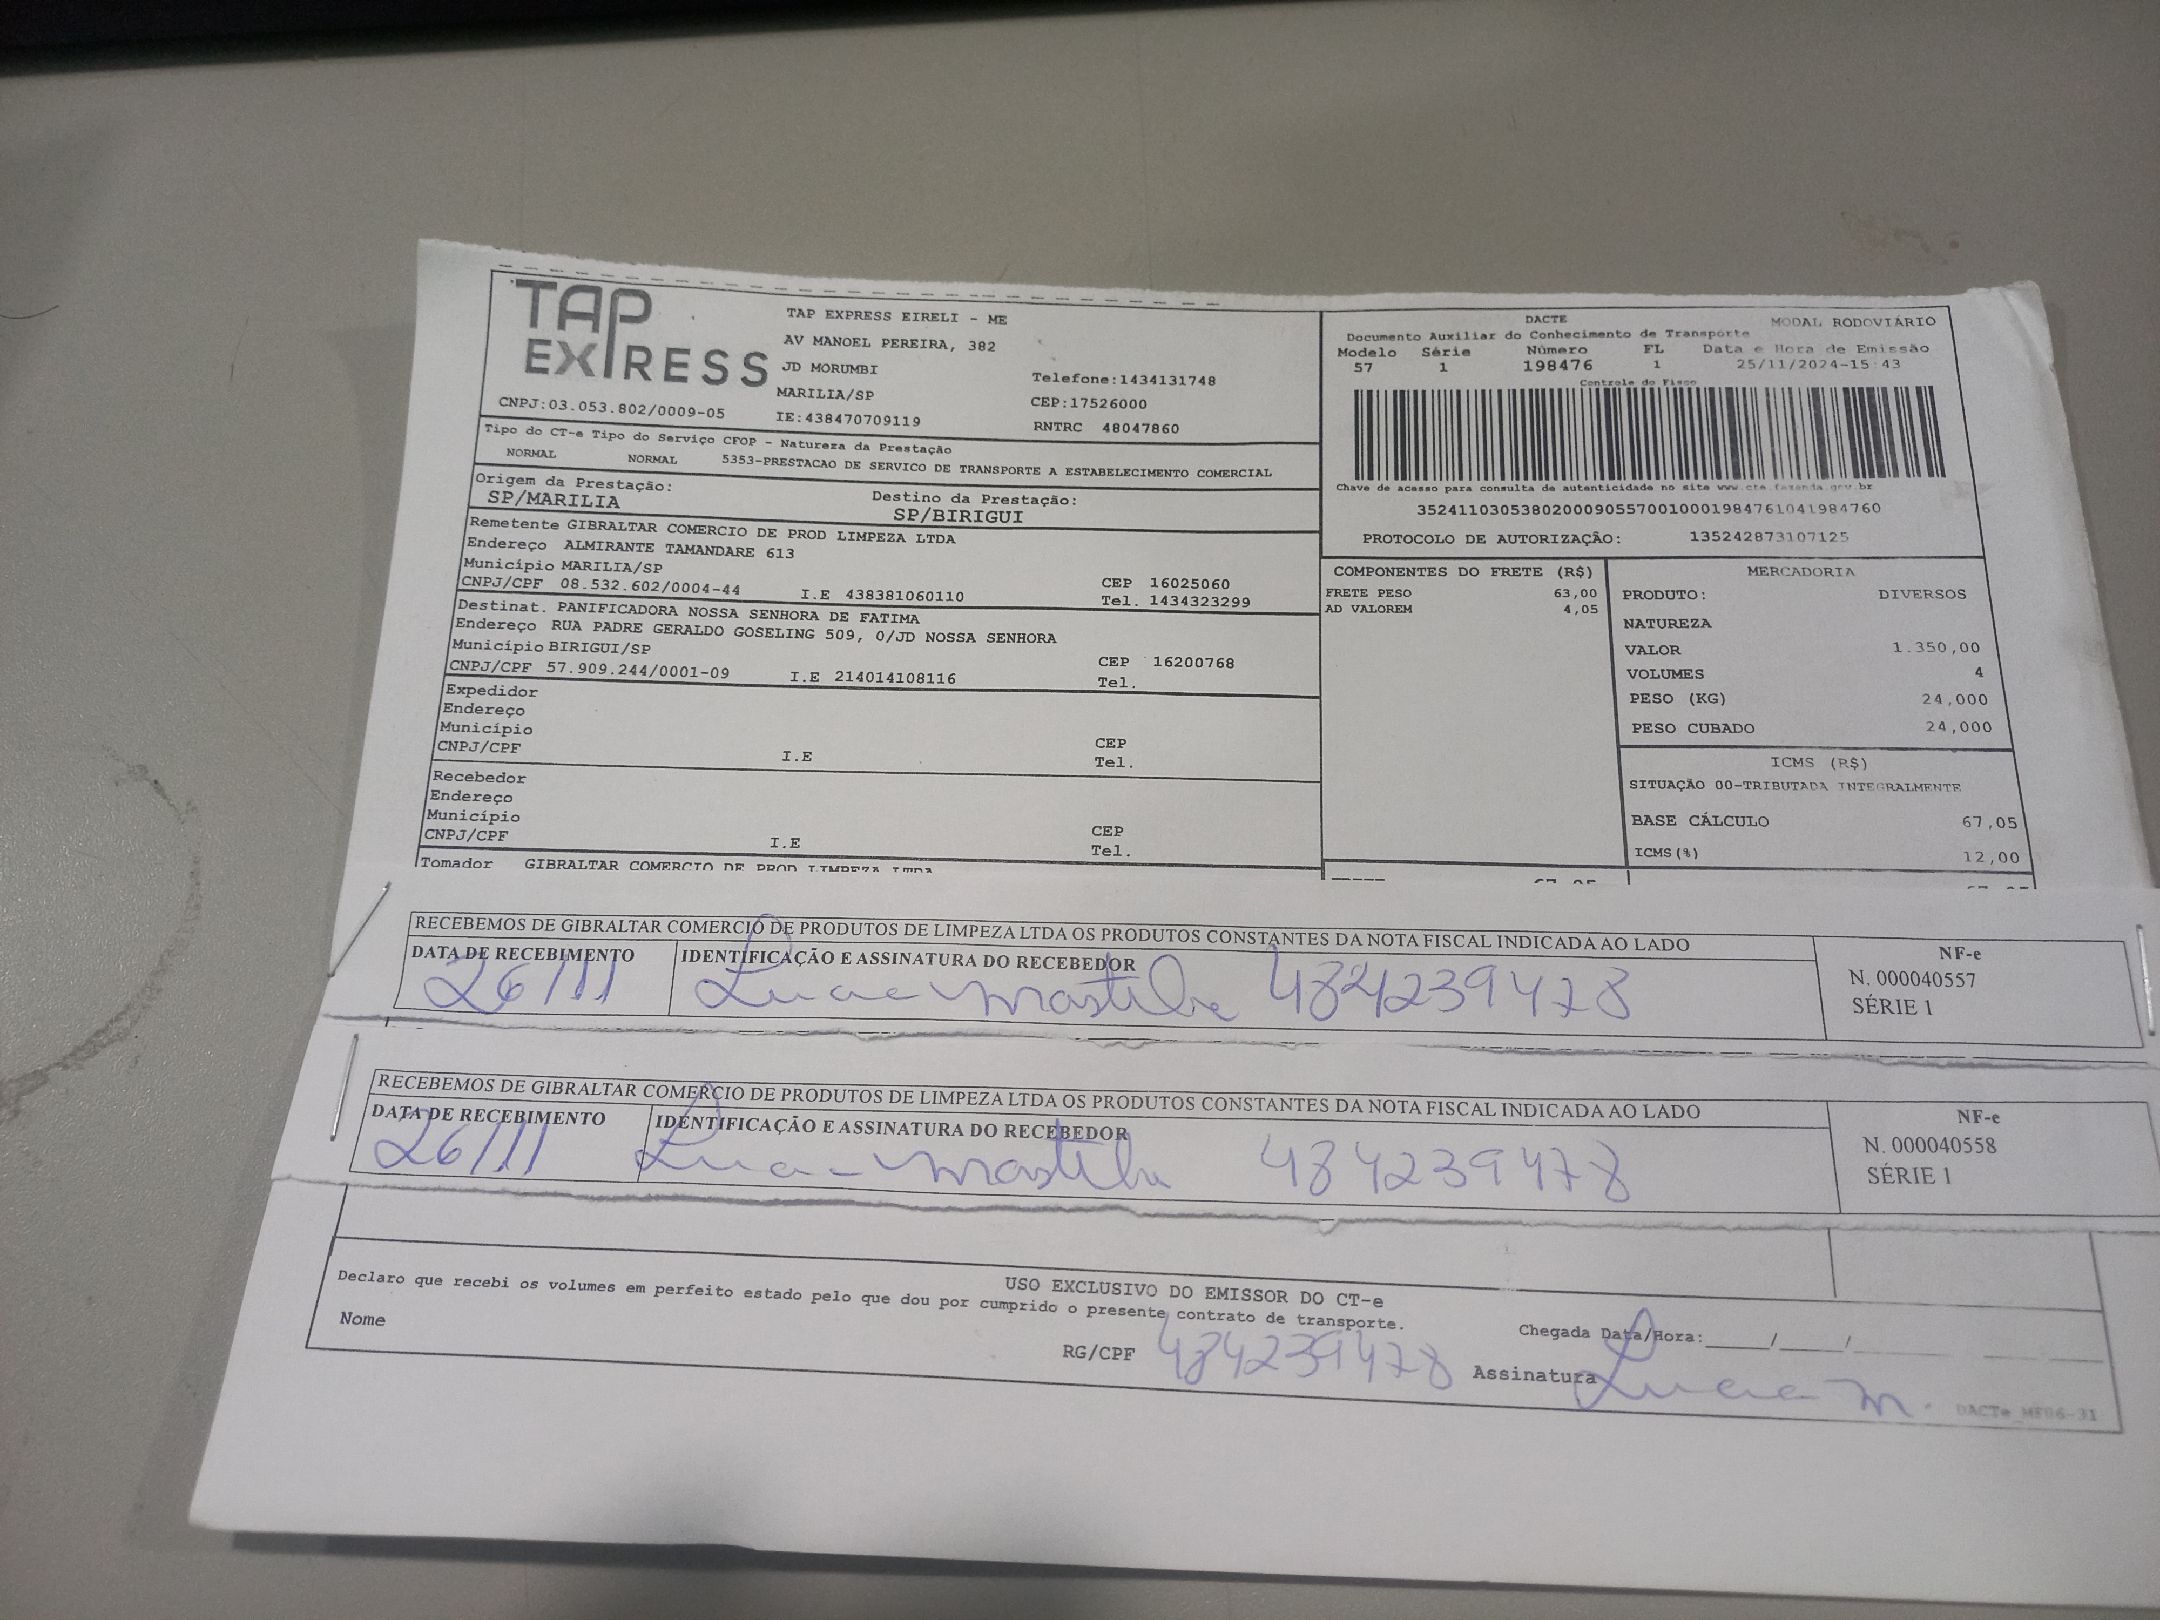 TAP
EXPRESS
CNPJ:03.053.802/0009-05
TAP EXPRESS EIRELI - ME
AV MANOEL PEREIRA, 382
JD MORUMBI
MARILIA/SP
IE:438470709119
Telefone:1434131748
CEP:17526000
RNTRC 48047860
DACTE MODAL RODOVIÁRIO
Documento Auxiliar do Conhecimento de Transporte
Modelo Série Número FL Data e Hora de Emissão
57 1 198476 1 25/11/2024-15:43
Controle do Fisco
Chave de acesso para consulta de autenticidade no site www.cte.fazenda.gov.br
35241103053802000905570010001984761041984760
PROTOCOLO DE AUTORIZAÇÃO: 135242873107125
Tipo do CT-e Tipo do Serviço CFOP - Natureza da Prestação
NORMAL NORMAL 5353-PRESTACAO DE SERVICO DE TRANSPORTE A ESTABELECIMENTO COMERCIAL
Origem da Prestação: Destino da Prestação:
SP/MARILIA SP/BIRIGUI
Remetente GIBRALTAR COMERCIO DE PROD LIMPEZA LTDA
Endereço ALMIRANTE TAMANDARE 613
Município MARILIA/SP CEP 16025060
CNPJ/CPF 08.532.602/0004-44 I.E 438381060110 Tel. 1434323299
Destinat. PANIFICADORA NOSSA SENHORA DE FATIMA
Endereço RUA PADRE GERALDO GOSELING 509, 0/JD NOSSA SENHORA
Município BIRIGUI/SP CEP 16200768
CNPJ/CPF 57.909.244/0001-09 I.E 214014108116 Tel.
Expedidor
Endereço
Município CEP
CNPJ/CPF I.E Tel.
Recebedor
Endereço
Município CEP
CNPJ/CPF I.E Tel.
Tomador GIBRALTAR COMERCIO DE PROD LIMPEZA LTDA
COMPONENTES DO FRETE (R$)
FRETE PESO 63,00
AD VALOREM 4,05
MERCADORIA
PRODUTO: DIVERSOS
NATUREZA
VALOR 1.350,00
VOLUMES 4
PESO (KG) 24,000
PESO CUBADO 24,000
ICMS (R$)
SITUAÇÃO 00-TRIBUTADA INTEGRALMENTE
BASE CÁLCULO 67,05
ICMS(%) 12,00
RECEBEMOS DE GIBRALTAR COMERCIO DE PRODUTOS DE LIMPEZA LTDA OS PRODUTOS CONSTANTES DA NOTA FISCAL INDICADA AO LADO
DATA DE RECEBIMENTO IDENTIFICAÇÃO E ASSINATURA DO RECEBEDOR
26/11 484239478
NF-e
N. 000040557
SÉRIE 1
RECEBEMOS DE GIBRALTAR COMERCIO DE PRODUTOS DE LIMPEZA LTDA OS PRODUTOS CONSTANTES DA NOTA FISCAL INDICADA AO LADO
DATA DE RECEBIMENTO IDENTIFICAÇÃO E ASSINATURA DO RECEBEDOR
26/11 484239478
NF-e
N. 000040558
SÉRIE 1
USO EXCLUSIVO DO EMISSOR DO CT-e
Declaro que recebi os volumes em perfeito estado pelo que dou por cumprido o presente contrato de transporte.
Nome RG/CPF 484239478
Chegada Data/Hora:____/____/
Assinatura
DACTe MF06-31